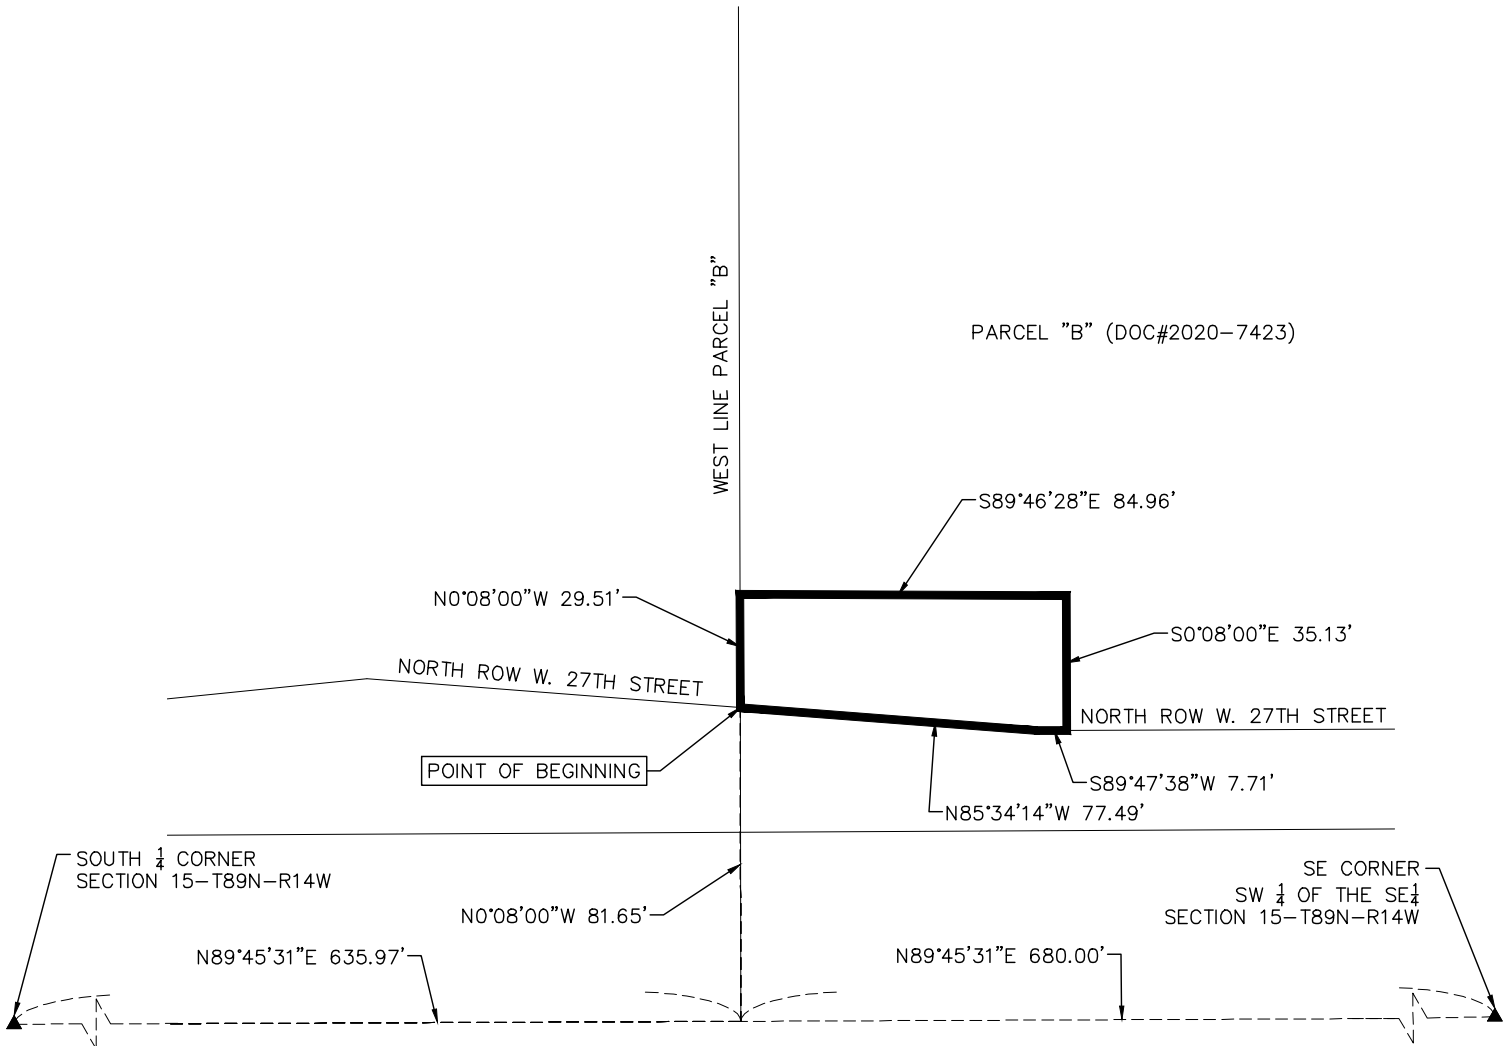 WEST LINE PARCEL "B"
PARCEL "B" (DOC#2020-7423)
S89°46'28"E 84.96'
N0°08'00"W 29.51'
S0°08'00"E 35.13'
NORTH ROW W. 27TH STREET
NORTH ROW W. 27TH STREET
POINT OF BEGINNING
S89°47'38"W 7.71'
N85°34'14"W 77.49'
SOUTH 1/4 CORNER
SECTION 15-T89N-R14W
SE CORNER
SW 1/4 OF THE SE1/4
SECTION 15-T89N-R14W
N0°08'00"W 81.65'
N89°45'31"E 635.97'
N89°45'31"E 680.00'